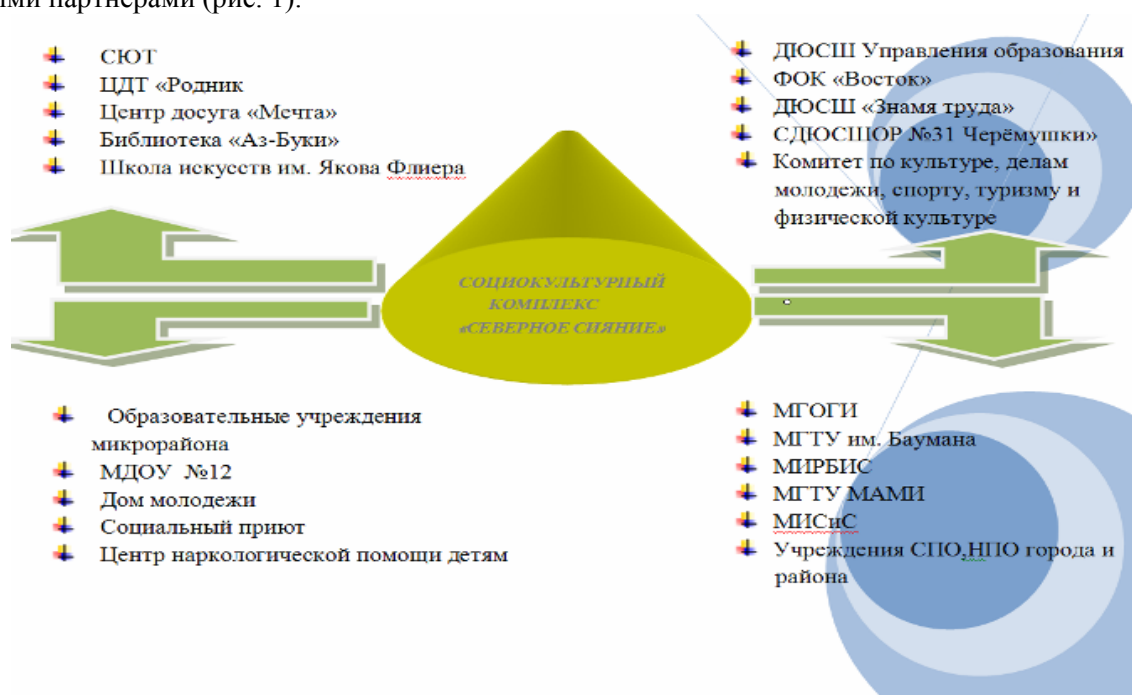 ыми партнерами (рис. 1).
СЮТ
ЦДТ «Родник
Центр досуга «Мечта»
Библиотека «Аз-Буки»
Школа искусств им. Якова Флиера
ДЮСШ Управления образования
ФОК «Восток»
ДЮСШ «Знамя труда»
СДЮСШОР №31 Черёмушки»
Комитет по культуре, делам
молодежи, спорту, туризму и
физической культуре
СОЦИОКУЛЬТУРНЫЙ
КОМПЛЕКС
«СЕВЕРНОЕ СИЯНИЕ»
Образовательные учреждения
микрорайона
МДОУ №12
Дом молодежи
Социальный приют
Центр наркологической помощи детям
МГОГИ
МГТУ им. Баумана
МИРБИС
МГТУ МАМИ
МИСиС
Учреждения СПО,НПО города и
района